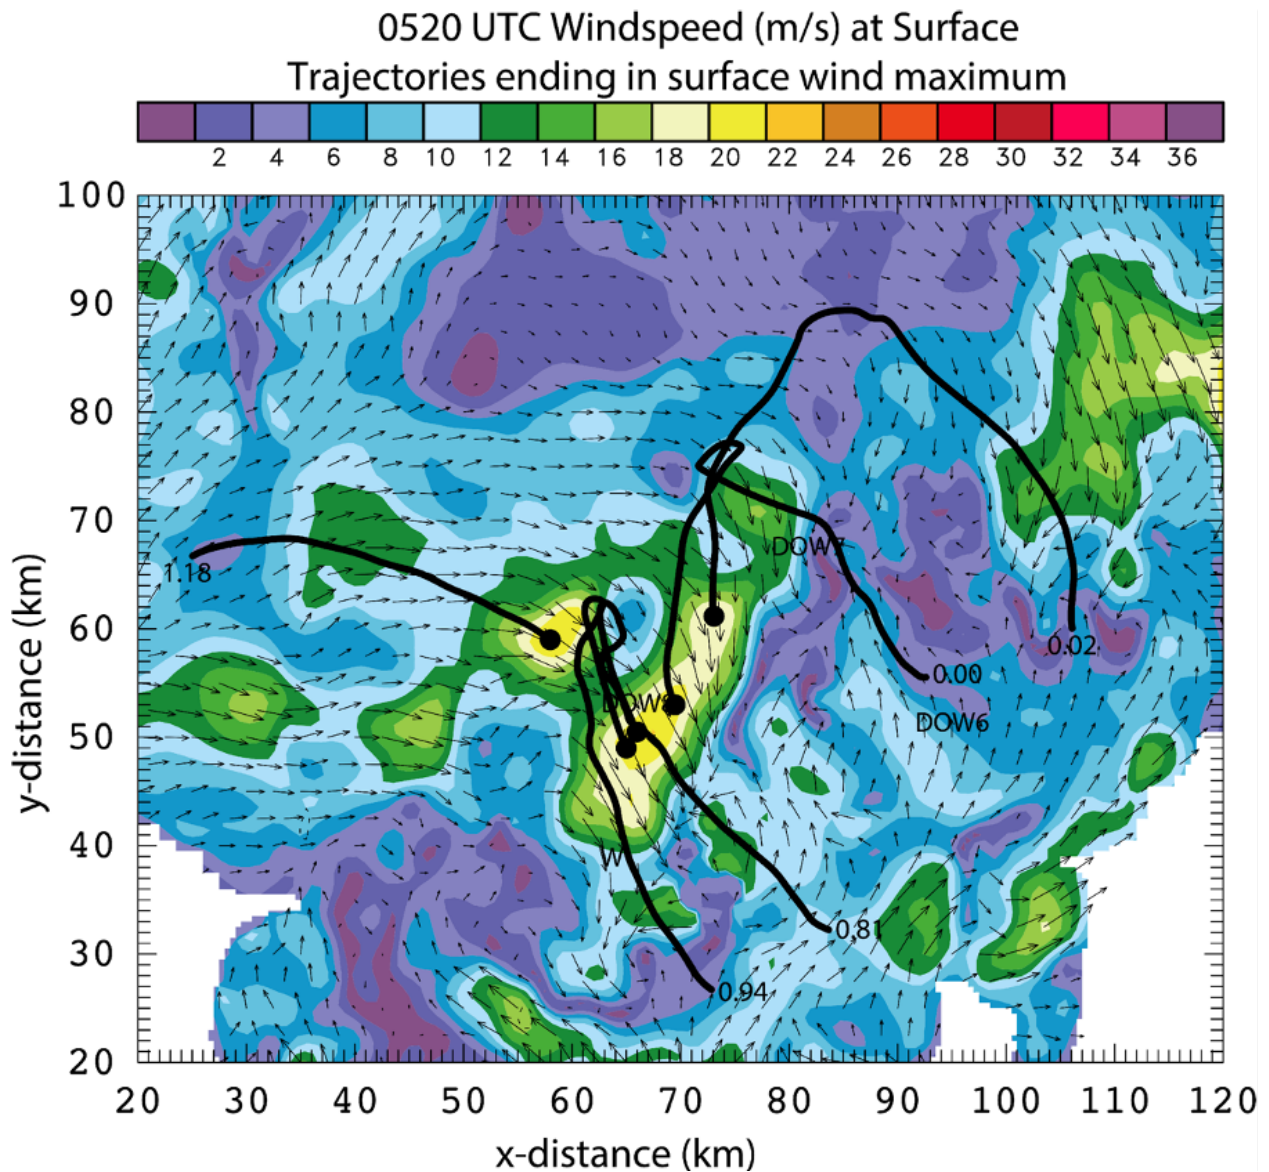 0520 UTC Windspeed (m/s) at Surface
Trajectories ending in surface wind maximum
2 4 6 8 10 12 14 16 18 20 22 24 26 28 30 32 34 36
100
90
80
70
60
50
40
30
20
y-distance (km)
1.18
DOW7
0.02
0.00
DOW6
W
0.81
0.94
20 30 40 50 60 70 80 90 100 110 120
x-distance (km)